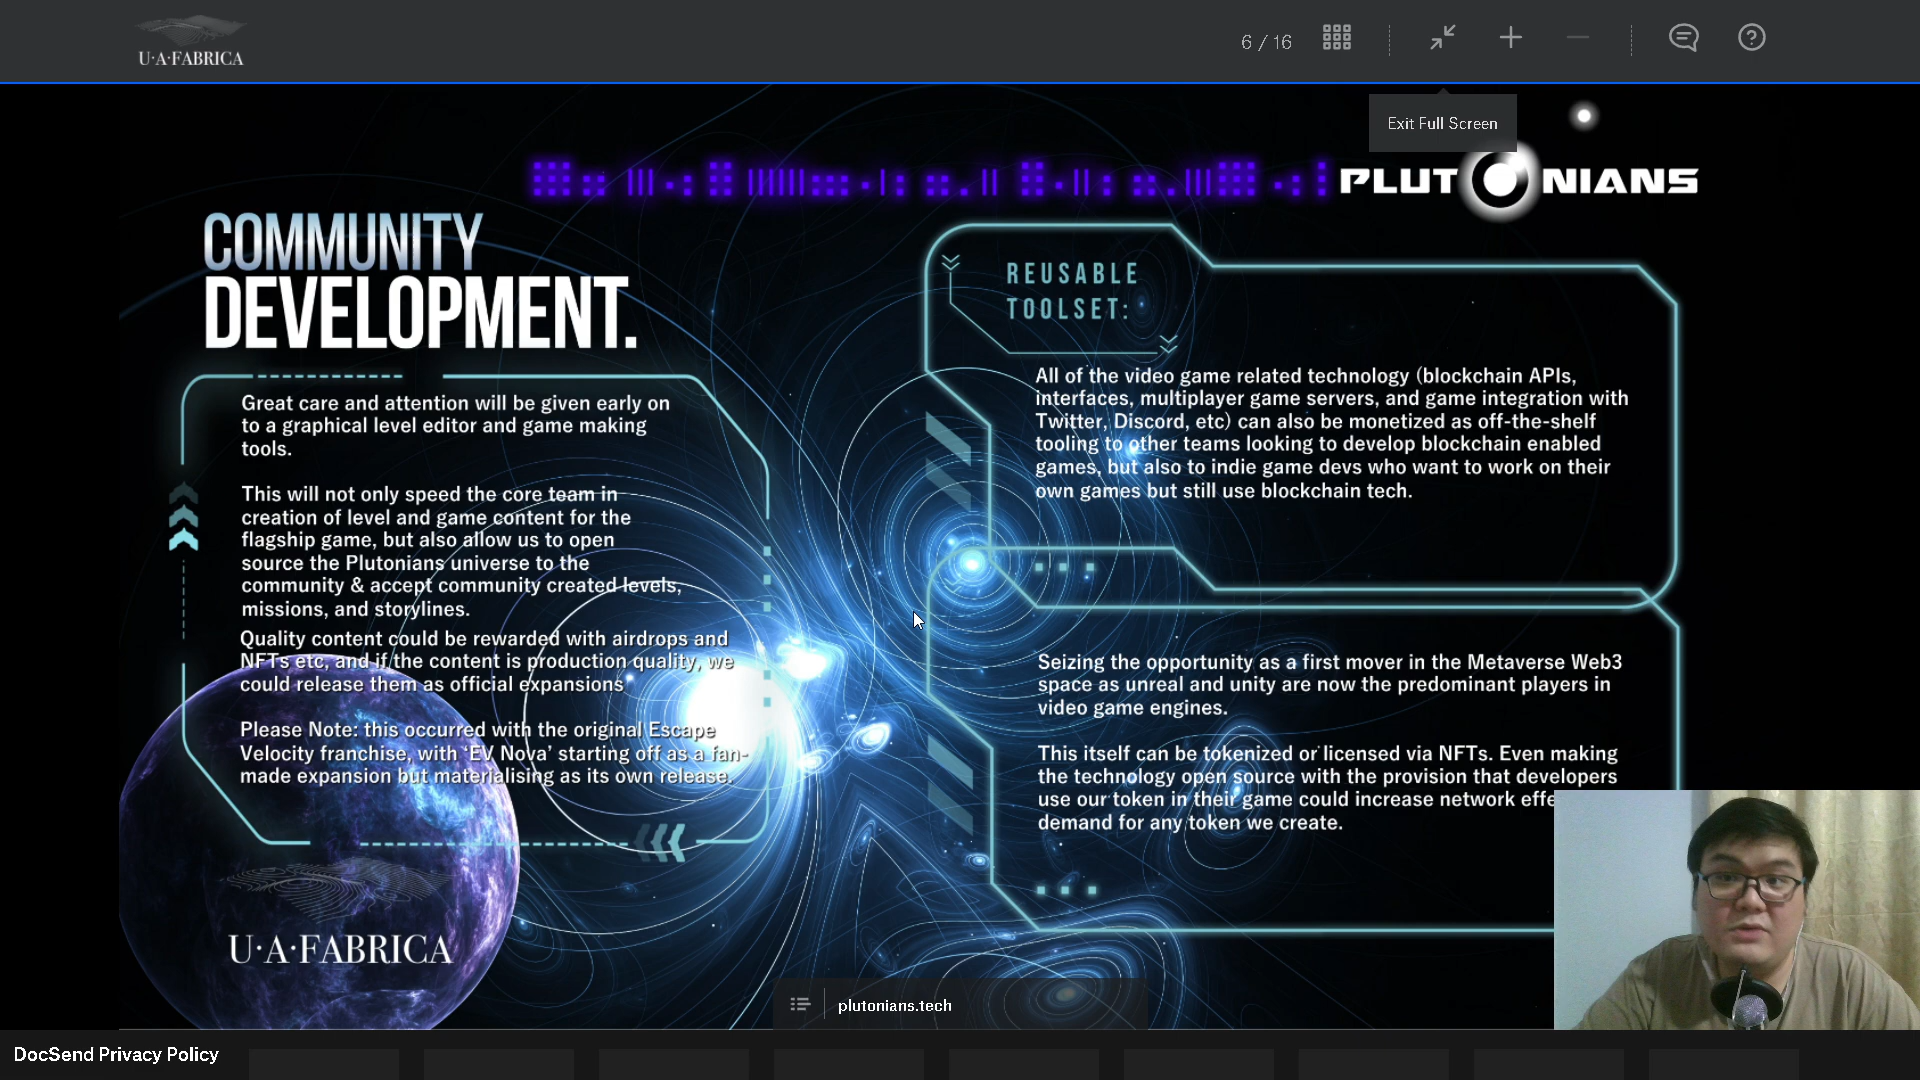 U·A·FABRICA
6 / 16
Exit Full Screen
PLUTONIANS
COMMUNITY
DEVELOPMENT.
Great care and attention will be given early on
to a graphical level editor and game making
tools.
This will not only speed the core team in
creation of level and game content for the
flagship game, but also allow us to open
source the Plutonians universe to the
community & accept community created levels,
missions, and storylines.
Quality content could be rewarded with airdrops and
NFTs etc, and if the content is production quality, we
could release them as official expansions
Please Note: this occurred with the original Escape
Velocity franchise, with ‘EV Nova’ starting off as a fan-
made expansion but materialising as its own release.
U·A·FABRICA
REUSABLE
TOOLSET:
All of the video game related technology (blockchain APIs,
interfaces, multiplayer game servers, and game integration with
Twitter, Discord, etc) can also be monetized as off-the-shelf
tooling to other teams looking to develop blockchain enabled
games, but also to indie game devs who want to work on their
own games but still use blockchain tech.
Seizing the opportunity as a first mover in the Metaverse Web3
space as unreal and unity are now the predominant players in
video game engines.
This itself can be tokenized or licensed via NFTs. Even making
the technology open source with the provision that developers
use our token in their game could increase network
demand for any token we create.
plutonians.tech
DocSend Privacy Policy